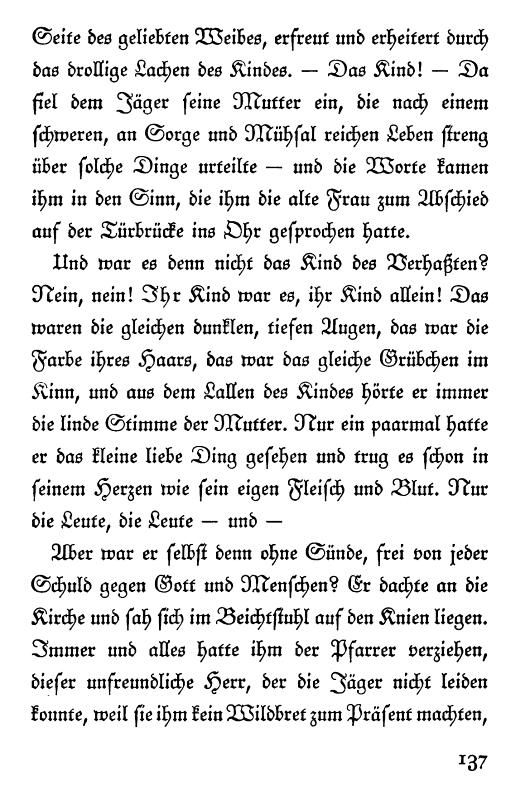 Seite des geliebten Weibes, erfreut und erheitert durch
das drollige Lachen des Kindes. — Das Kind! — Da
fiel dem Jäger seine Mutter ein, die nach einem
schweren, an Sorge und Mühsal reichen Leben streng
über solche Dinge urteilte — und die Worte kamen
ihm in den Sinn, die ihm die alte Frau zum Abschied
auf der Türbrücke ins Ohr gesprochen hatte.
Und war es denn nicht das Kind des Verhaßten?
Nein, nein! Ihr Kind war es, ihr Kind allein! Das
waren die gleichen dunklen, tiefen Augen, das war die
Farbe ihres Haars, das war das gleiche Grübchen im
Kinn, und aus dem Lallen des Kindes hörte er immer
die linde Stimme der Mutter. Nur ein paarmal hatte
er das kleine liebe Ding gesehen und trug es schon in
seinem Herzen wie sein eigen Fleisch und Blut. Nur
die Leute, die Leute — und —
Aber war er selbst denn ohne Sünde, frei von jeder
Schuld gegen Gott und Menschen? Er dachte an die
Kirche und sah sich im Beichtstuhl auf den Knien liegen.
Immer und alles hatte ihm der Pfarrer verziehen,
dieser unfreundliche Herr, der die Jäger nicht leiden
konnte, weil sie ihm kein Wildbret zum Präsent machten,
137